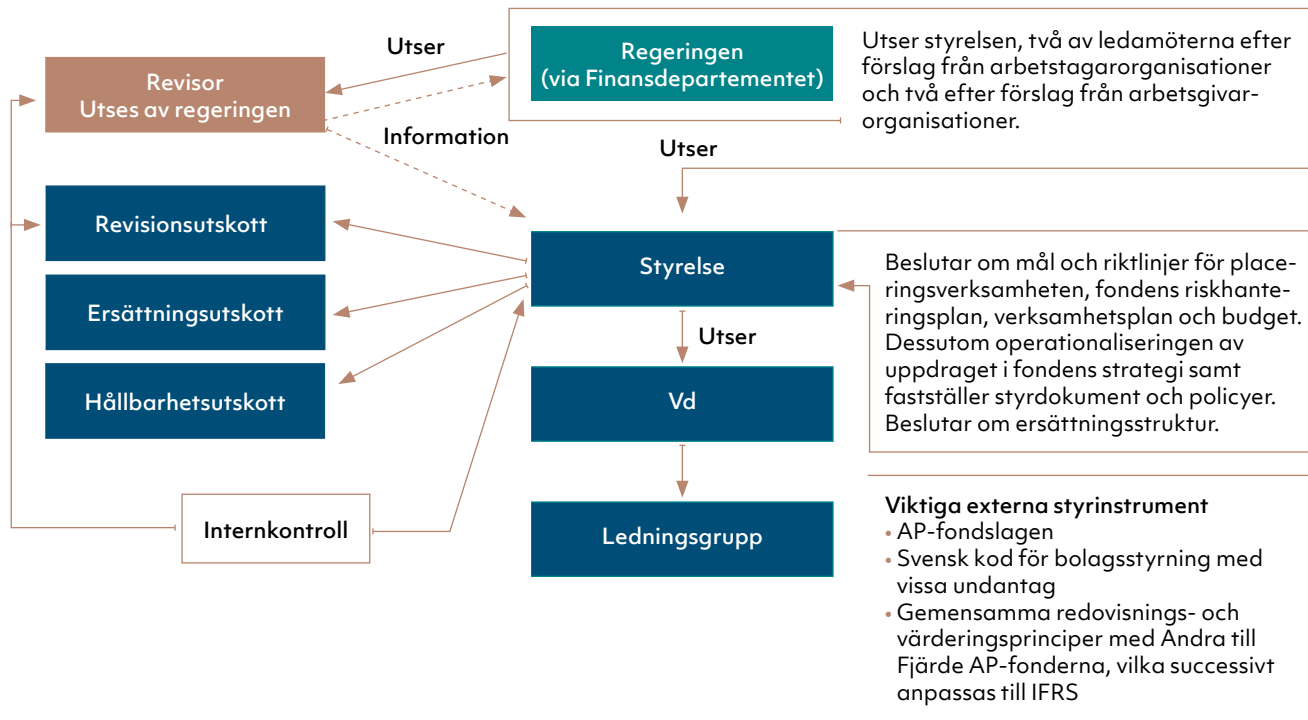 Utser
Revisor
Utses av regeringen
Regeringen
(via Finansdepartementet)
Utser styrelsen, två av ledamöterna efter
förslag från arbetstagarorganisationer
och två efter förslag från arbetsgivar-
organisationer.
Information
Utser
Revisionsutskott
Ersättningsutskott
Hållbarhetsutskott
Styrelse
Beslutar om mål och riktlinjer för place-
ringsverksamheten, fondens riskhante-
ringsplan, verksamhetsplan och budget.
Dessutom operationaliseringen av
uppdraget i fondens strategi samt
fastställer styrdokument och policyer.
Beslutar om ersättningsstruktur.
Utser
Vd
Internkontroll
Ledningsgrupp
Viktiga externa styrinstrument
• AP-fondslagen
• Svensk kod för bolagsstyrning med
vissa undantag
• Gemensamma redovisnings- och
värderingsprinciper med Andra till
Fjärde AP-fonderna, vilka successivt
anpassas till IFRS